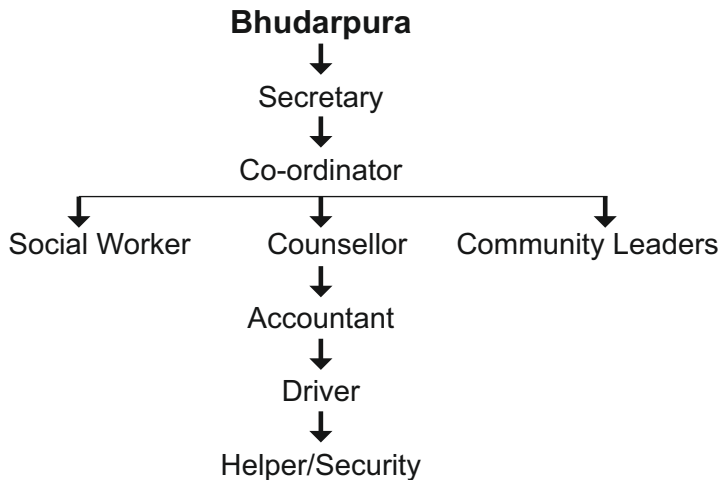 Bhudarpura
Secretary
Co-ordinator
Social Worker Counsellor Community Leaders
Accountant
Driver
Helper/Security